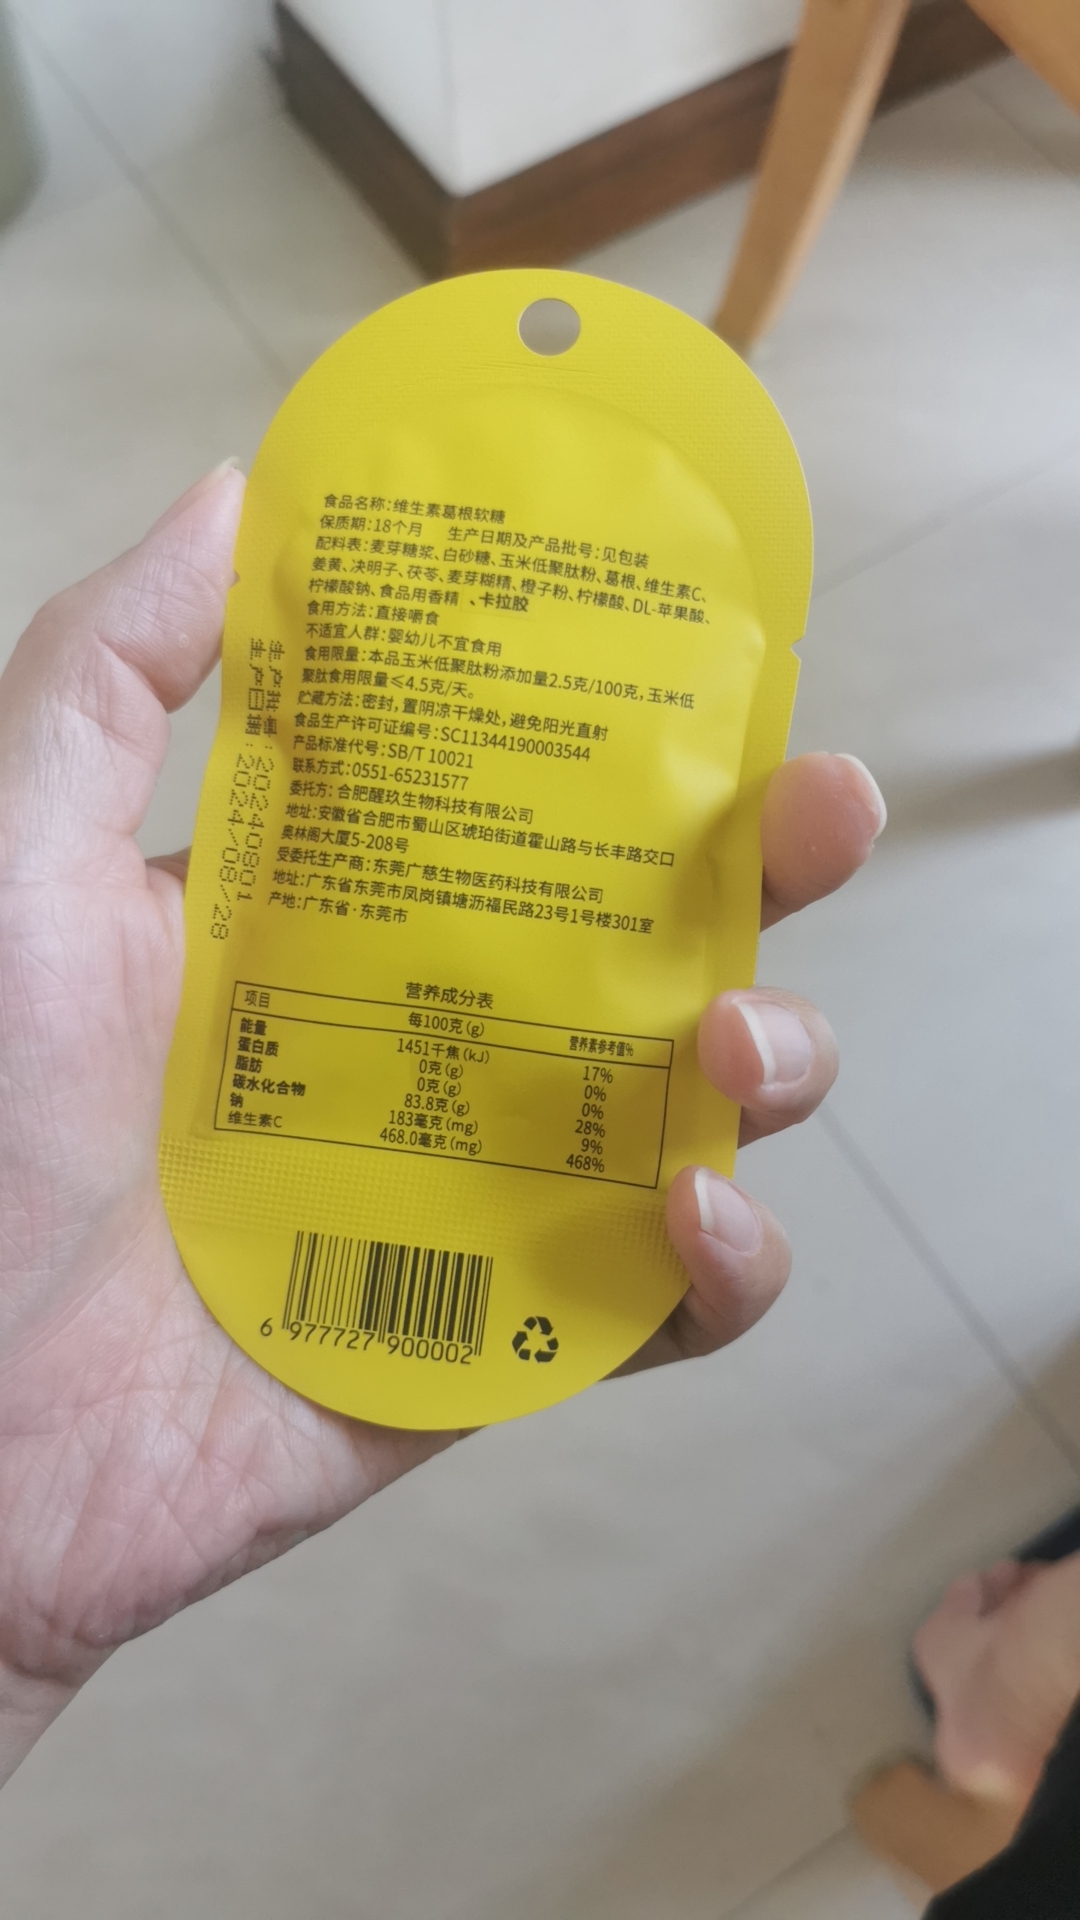 食品名称:维生素葛根软糖
保质期:18个月 生产日期及产品批号:见包装
配料表:麦芽糖浆、白砂糖、玉米低聚肽粉、葛根、维生素C、
姜黄、决明子、茯苓、麦芽糊精、橙子粉、柠檬酸、DL-苹果酸、
柠檬酸钠、食品用香精 、卡拉胶
食用方法:直接嚼食
不适宜人群:婴幼儿不宜食用
食用限量:本品玉米低聚肽粉添加量2.5克/100克,玉米低
聚肽食用限量≤4.5克/天。
贮藏方法:密封,置阴凉干燥处,避免阳光直射
食品生产许可证编号:SC11344190003544
产品标准代号:SB/T 10021
联系方式:0551-65231577
委托方: 合肥醒玖生物科技有限公司
地址:安徽省合肥市蜀山区琥珀街道霍山路与长丰路交口
奥林阁大厦5-208号
受委托生产商:东莞广慈生物医药科技有限公司
地址:广东省东莞市凤岗镇塘沥福民路23号1号楼301室
产地:广东省·东莞市
生产批号:20240801
生产日期:2024/08/28
营养成分表
项目 每100克(g) 营养素参考值%
能量 1451千焦(kJ) 17%
蛋白质 0克(g) 0%
脂肪 0克(g) 0%
碳水化合物 83.8克(g) 28%
钠 183毫克(mg) 9%
维生素C 468.0毫克(mg) 468%
6 977727 900002